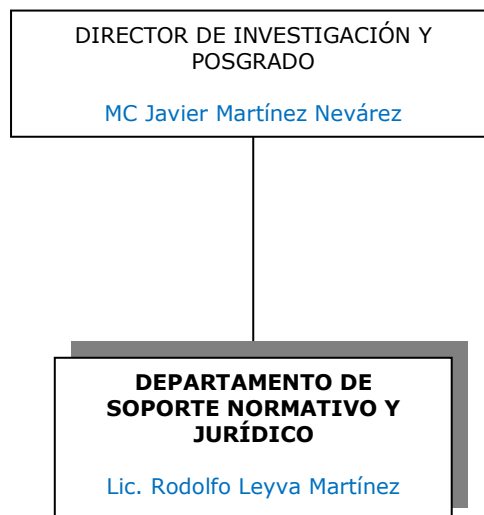 DIRECTOR DE INVESTIGACIÓN Y
POSGRADO
MC Javier Martínez Nevárez
DEPARTAMENTO DE
SOPORTE NORMATIVO Y
JURÍDICO
Lic. Rodolfo Leyva Martínez